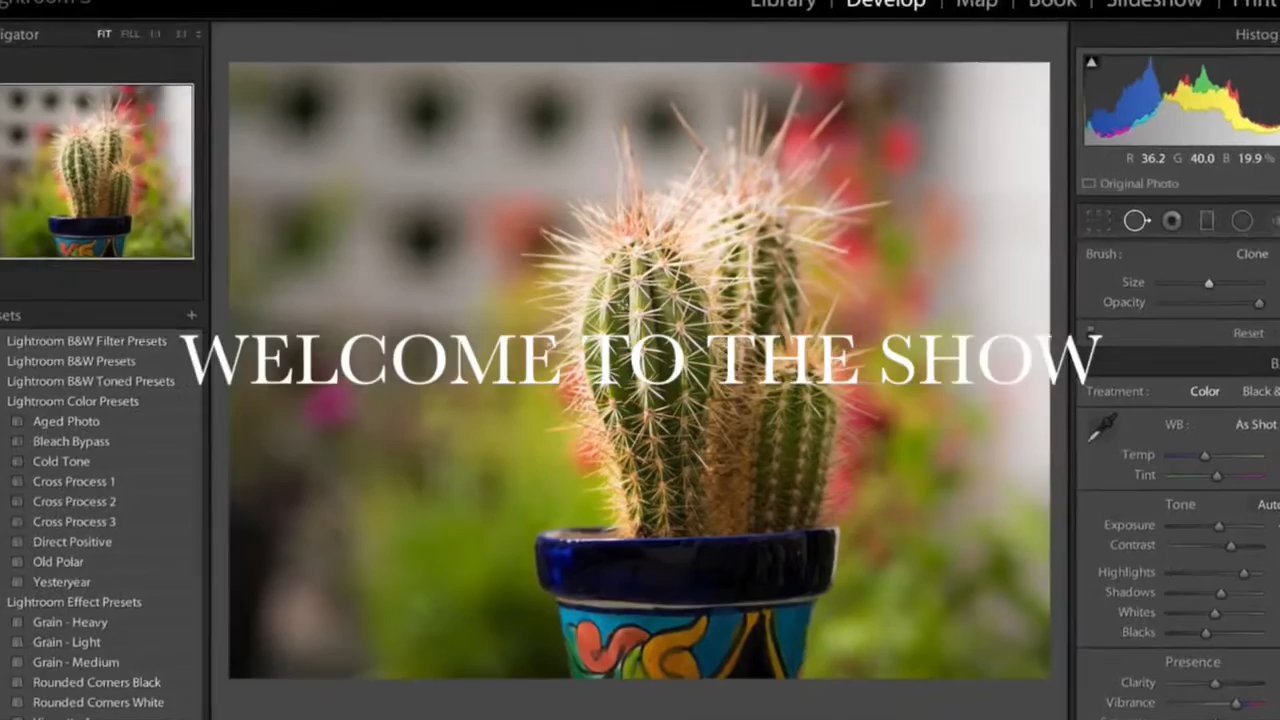 Library | Develop | Map | Book | Slideshow | Print
FIT FILL 1:1
Histog
R 36.2 G 40.0 B 19.9 %
Original Photo
Brush : Clone
Size
Opacity
Reset
WELCOME TO THE SHOW
Lightroom B&W Filter Presets
Lightroom B&W Presets
Lightroom B&W Toned Presets
Lightroom Color Presets
Aged Photo
Bleach Bypass
Cold Tone
Cross Process 1
Cross Process 2
Cross Process 3
Direct Positive
Old Polar
Yesteryear
Lightroom Effect Presets
Grain - Heavy
Grain - Light
Grain - Medium
Rounded Corners Black
Rounded Corners White
Treatment : Color Black &
WB : As Shot
Temp
Tint
Tone Auto
Exposure
Contrast
Highlights
Shadows
Whites
Blacks
Presence
Clarity
Vibrance